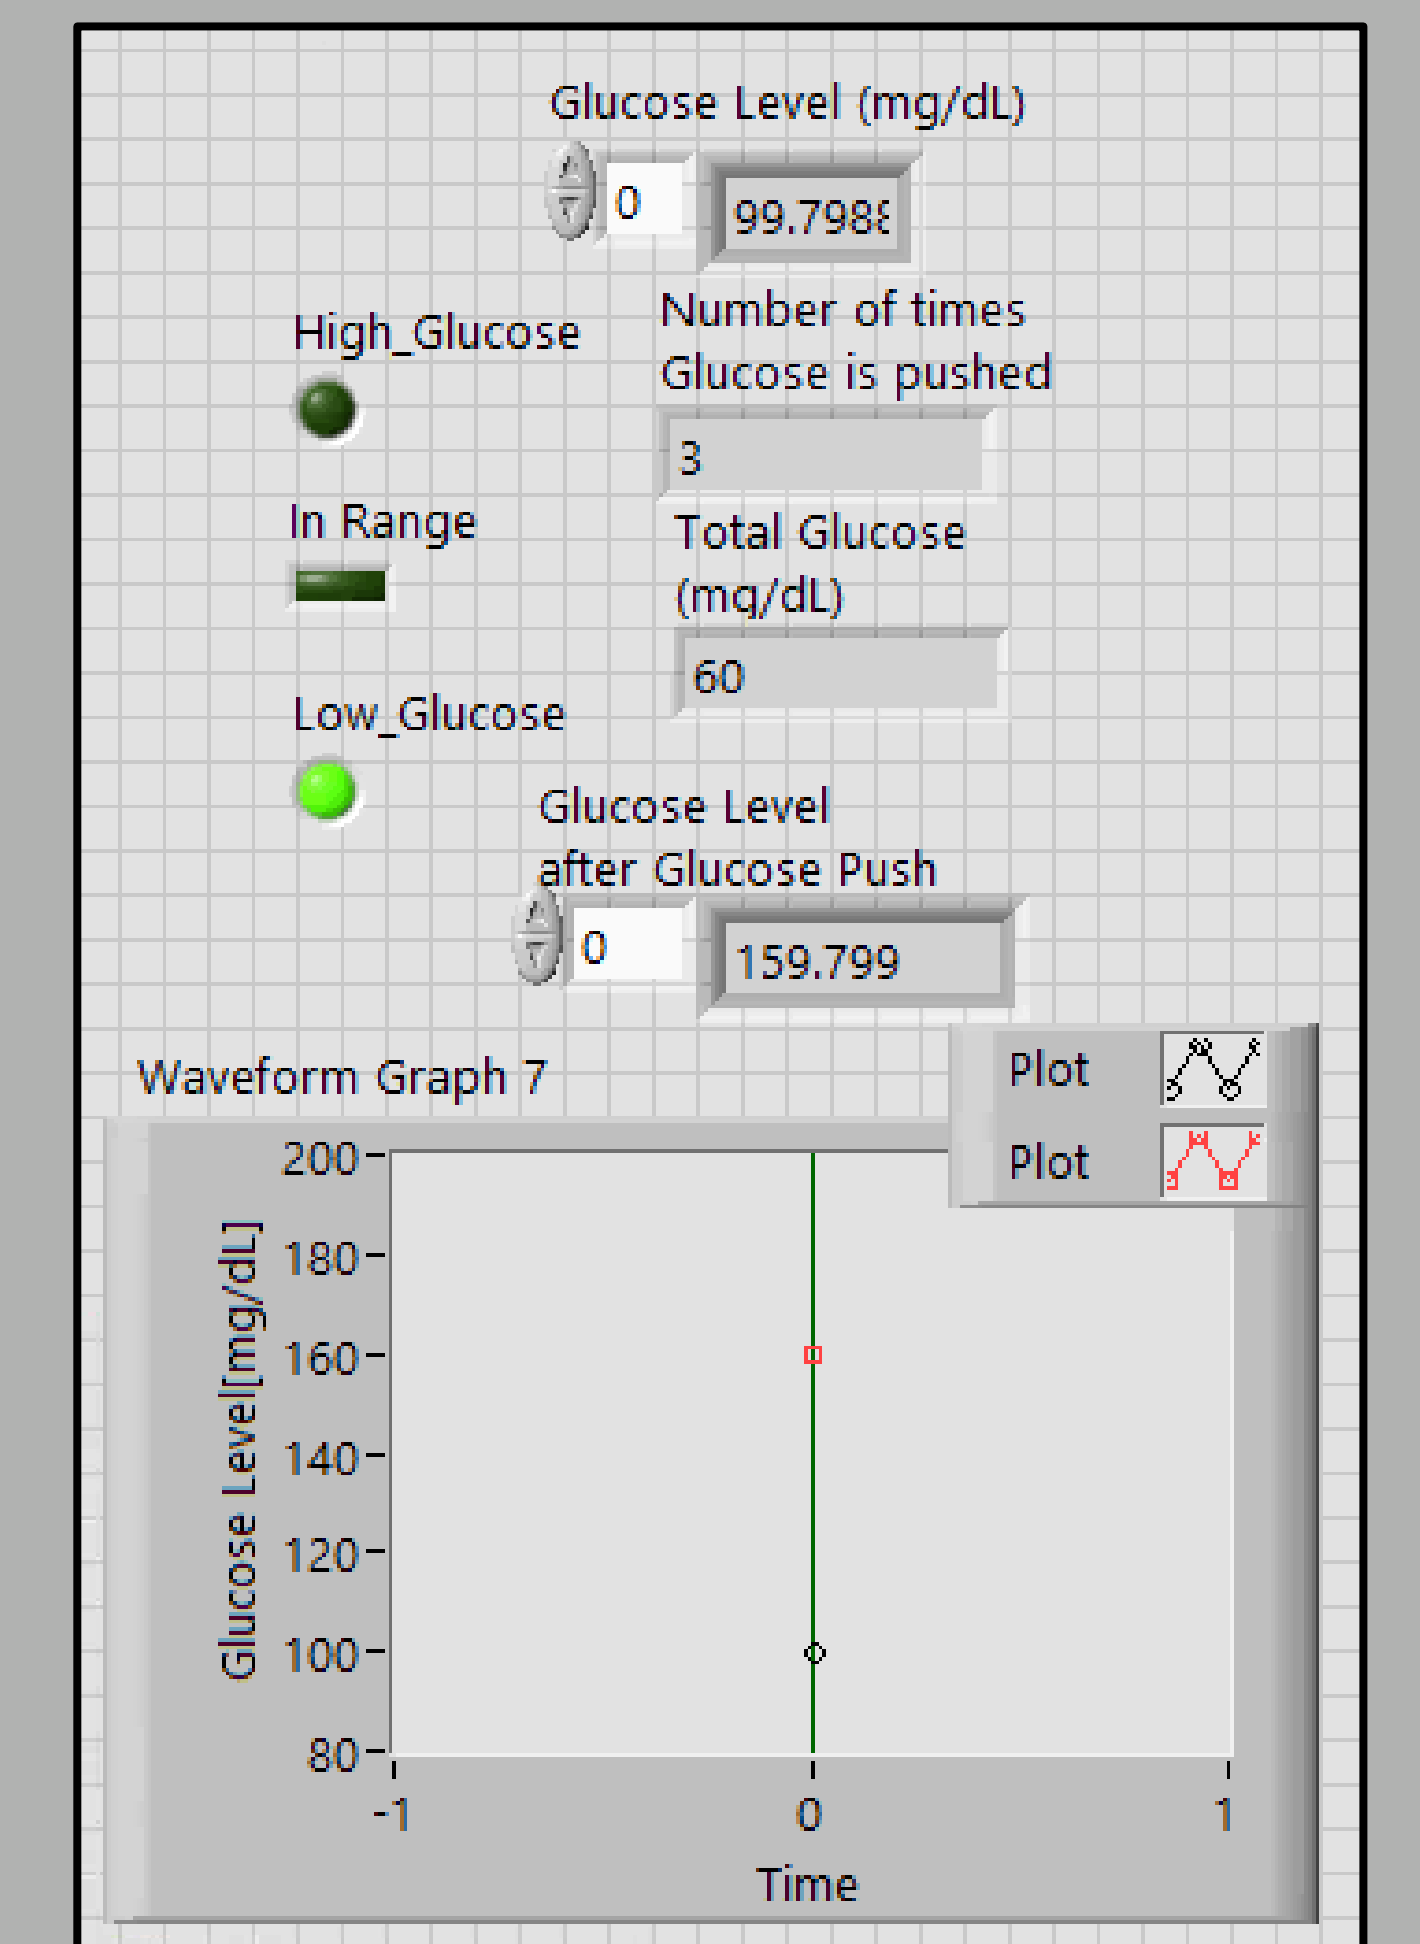 Glucose Level (mg/dL)
0
99.7988
High_Glucose
Number of times
Glucose is pushed
3
In Range
Total Glucose
(mg/dL)
60
Low_Glucose
Glucose Level
after Glucose Push
0
159.799
Waveform Graph 7
Plot
Plot
200
180
160
140
120
100
80
Glucose Level[mg/dL]
-1
0
1
Time